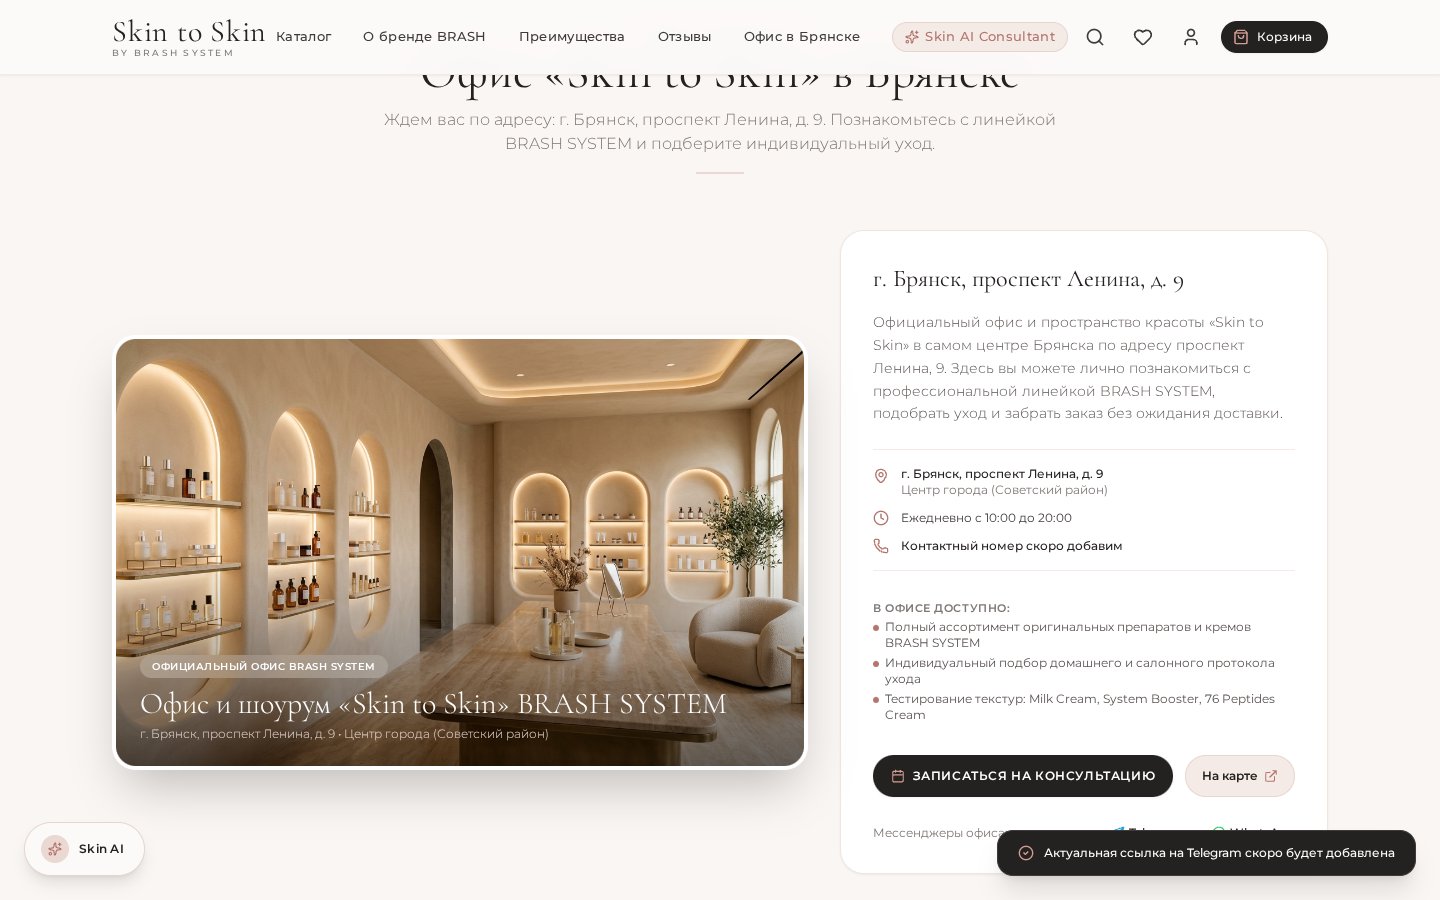 Skin to Skin
BY BRASH SYSTEM
Каталог
О бренде BRASH
Преимущества
Отзывы
Офис в Брянске
Skin AI Consultant
Корзина
Офис «Skin to Skin» в Брянске
Ждем вас по адресу: г. Брянск, проспект Ленина, д. 9. Познакомьтесь с линейкой
BRASH SYSTEM и подберите индивидуальный уход.
ОФИЦИАЛЬНЫЙ ОФИС BRASH SYSTEM
Офис и шоурум «Skin to Skin» BRASH SYSTEM
г. Брянск, проспект Ленина, д. 9 • Центр города (Советский район)
г. Брянск, проспект Ленина, д. 9
Официальный офис и пространство красоты «Skin to
Skin» в самом центре Брянска по адресу проспект
Ленина, 9. Здесь вы можете лично познакомиться с
профессиональной линейкой BRASH SYSTEM,
подобрать уход и забрать заказ без ожидания доставки.
г. Брянск, проспект Ленина, д. 9
Центр города (Советский район)
Ежедневно с 10:00 до 20:00
Контактный номер скоро добавим
В ОФИСЕ ДОСТУПНО:
Полный ассортимент оригинальных препаратов и кремов
BRASH SYSTEM
Индивидуальный подбор домашнего и салонного протокола
ухода
Тестирование текстур: Milk Cream, System Booster, 76 Peptides
Cream
ЗАПИСАТЬСЯ НА КОНСУЛЬТАЦИЮ
На карте
Мессенджеры офиса
Skin AI
Актуальная ссылка на Telegram скоро будет добавлена